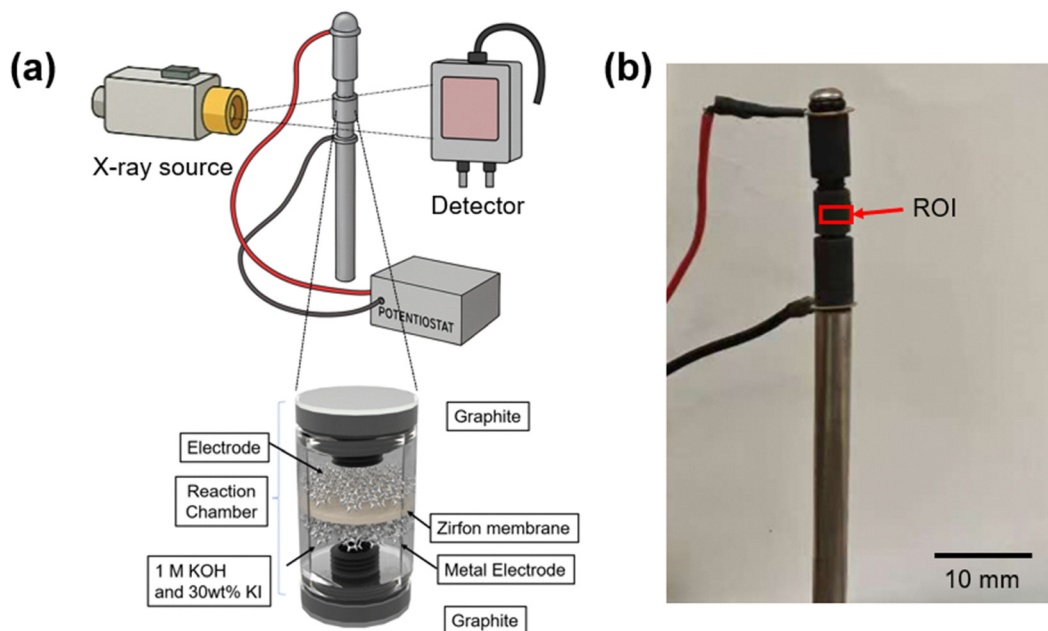 (a)
X-ray source
Detector
POTENTIOSTAT
Graphite
Electrode
Reaction
Chamber
Zirfon membrane
1 M KOH
and 30wt% KI
Metal Electrode
Graphite
(b)
ROI
10 mm